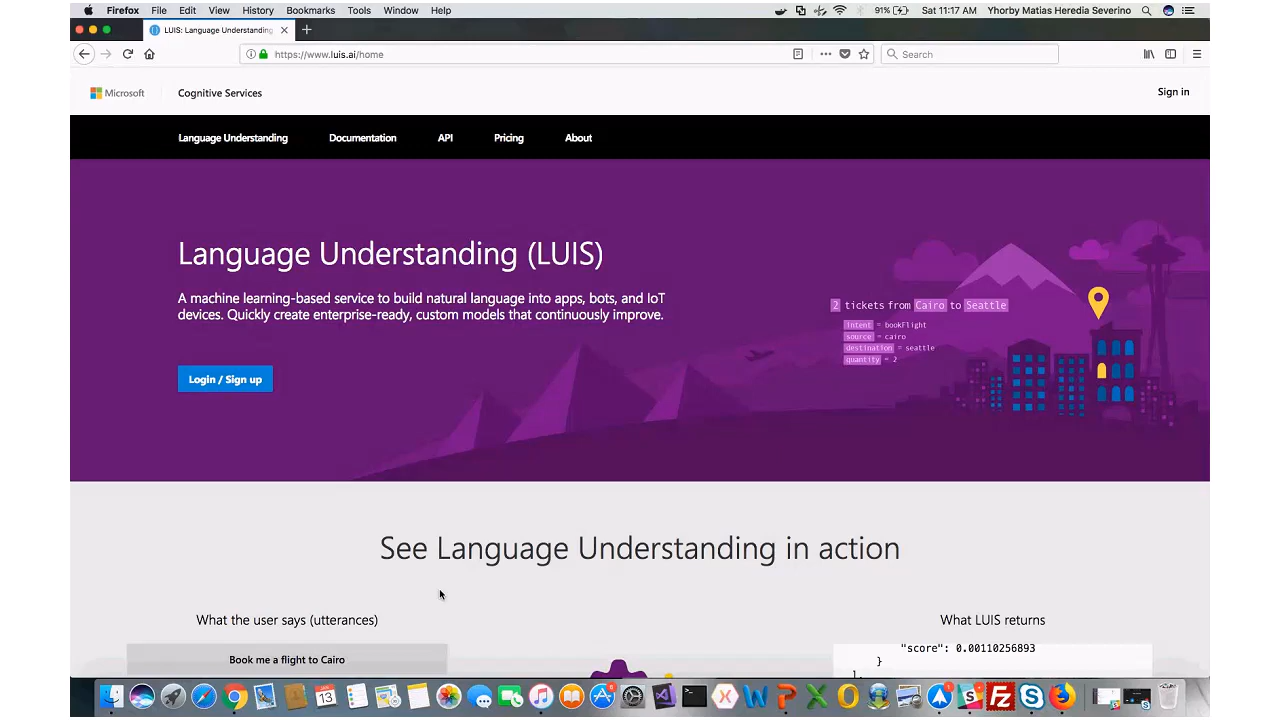 Firefox File Edit View History Bookmarks Tools Window Help 91% Sat 11:17 AM Yhorby Matias Heredia Severino
LUIS: Language Understanding
https://www.luis.ai/home Search
Microsoft Cognitive Services Sign in
Language Understanding Documentation API Pricing About
Language Understanding (LUIS)
A machine learning-based service to build natural language into apps, bots, and IoT
devices. Quickly create enterprise-ready, custom models that continuously improve.
Login / Sign up
2 tickets from Cairo to Seattle
intent = bookFlight
source = cairo
destination = seattle
quantity = 2
See Language Understanding in action
What the user says (utterances)
Book me a flight to Cairo
What LUIS returns
"score": 0.00110256893
}
],
JAN
13